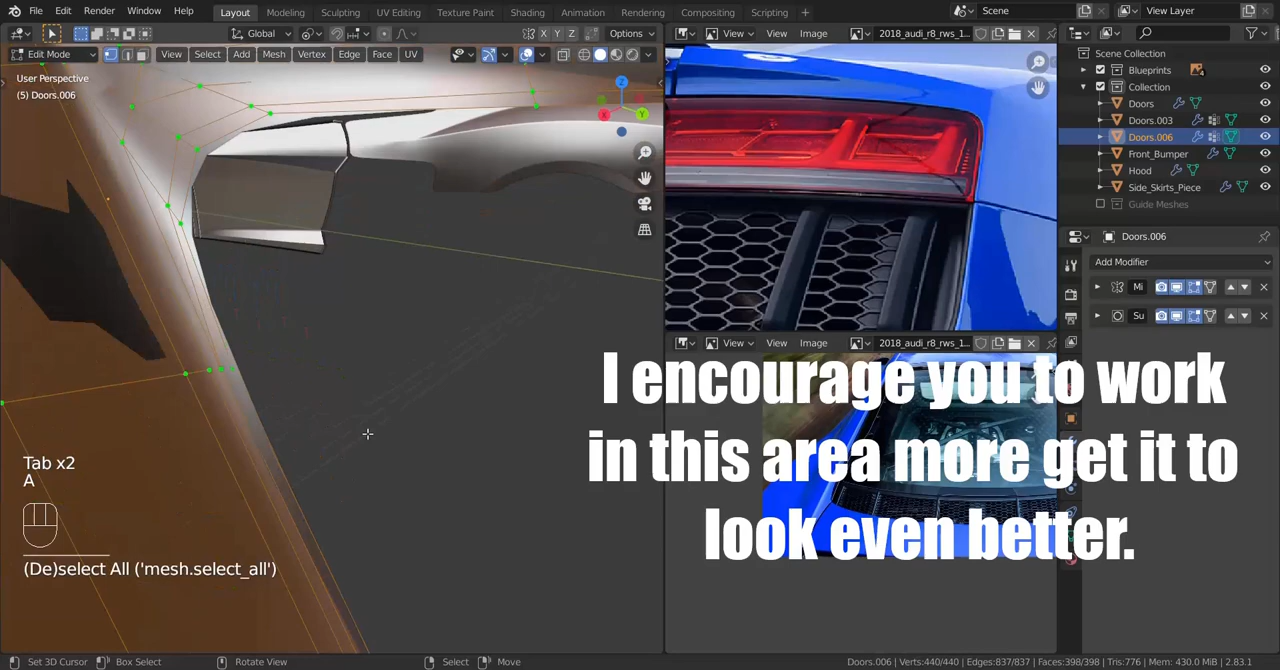 File Edit Render Window Help Layout Modeling Sculpting UV Editing Texture Paint Shading Animation Rendering Compositing Scripting + Scene View Layer
Global X Y Z Options View View Image 2018_audi_r8_rws_1...
Edit Mode View Select Add Mesh Vertex Edge Face UV
User Perspective
(5) Doors.006
Z
X
Y
Scene Collection
Blueprints 4
Collection
Doors
Doors.003
Doors.006
Front_Bumper
Hood
Side_Skirts_Piece
Guide Meshes
Doors.006
Add Modifier
Mi
Su
View View Image 2018_audi_r8_rws_1...
I encourage you to work
in this area more get it to
look even better.
Tab x2
A
(De)select All ('mesh.select_all')
Set 3D Cursor Box Select Rotate View Select Move Doors.006 | Verts:440/440 | Edges:837/837 | Faces:398/398 | Tris:776 | Mem: 430.0 MiB | 2.83.1